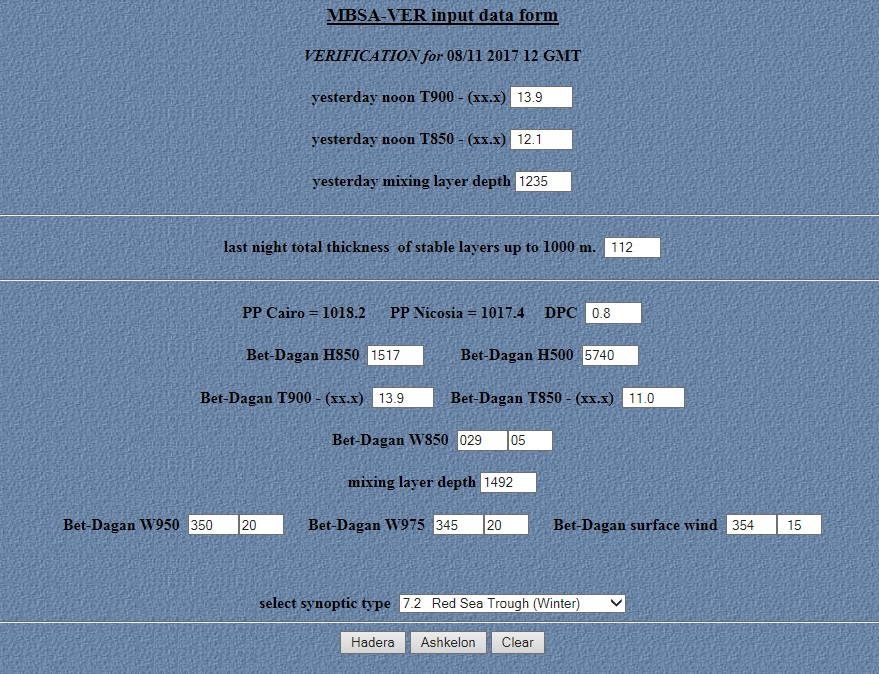 MBSA-VER input data form
VERIFICATION for 08/11 2017 12 GMT
yesterday noon T900 - (xx.x) 13.9
yesterday noon T850 - (xx.x) 12.1
yesterday mixing layer depth 1235
last night total thickness of stable layers up to 1000 m. 112
PP Cairo = 1018.2 PP Nicosia = 1017.4 DPC 0.8
Bet-Dagan H850 1517 Bet-Dagan H500 5740
Bet-Dagan T900 - (xx.x) 13.9 Bet-Dagan T850 - (xx.x) 11.0
Bet-Dagan W850 029 05
mixing layer depth 1492
Bet-Dagan W950 350 20 Bet-Dagan W975 345 20 Bet-Dagan surface wind 354 15
select synoptic type 7.2 Red Sea Trough (Winter)
Hadera Ashkelon Clear